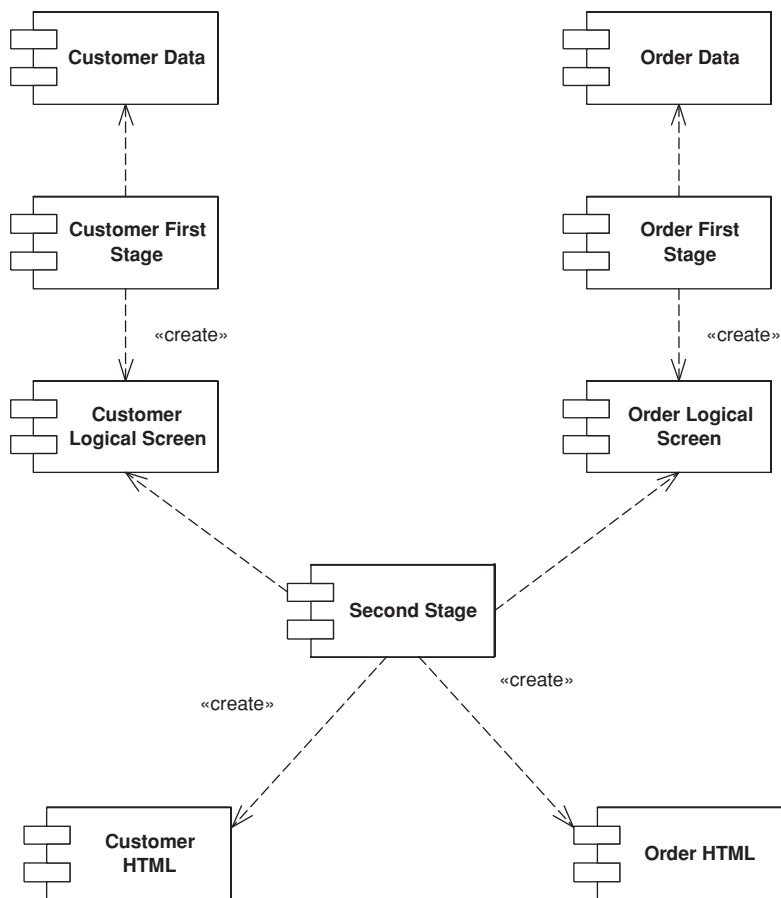 Customer Data
Order Data
Customer First
Stage
Order First
Stage
«create»
«create»
Customer
Logical Screen
Order Logical
Screen
Second Stage
«create»
«create»
Customer
HTML
Order HTML